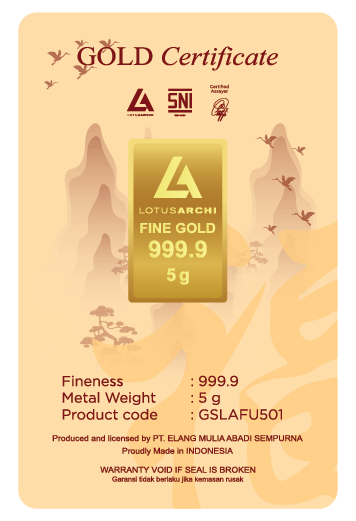 GOLD Certificate
LOTUSARCHI
SNI
Certified
Assayer
LOTUSARCHI
FINE GOLD
999.9
5 g
Fineness : 999.9
Metal Weight : 5 g
Product code : GSLAFU501
Produced and licensed by PT. ELANG MULIA ABADI SEMPURNA
Proudly Made in INDONESIA
WARRANTY VOID IF SEAL IS BROKEN
Garansi tidak berlaku jika kemasan rusak